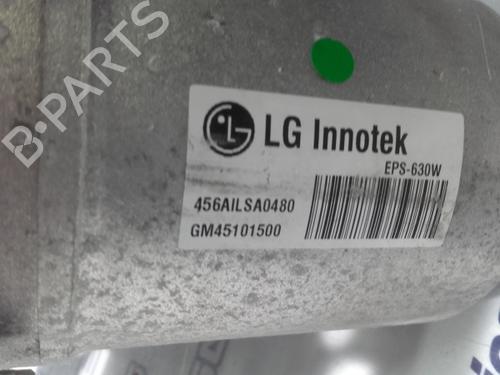 B-Parts
LG Innotek
EPS-630W
456AILSA0480
GM45101500